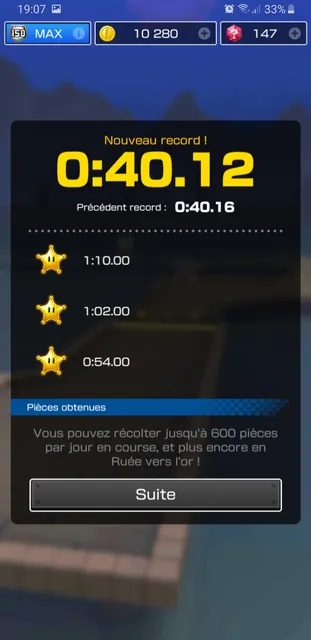 19:07 33%
150 MAX i 10 280 + 147 +
Nouveau record !
0:40.12
Précédent record : 0:40.16
1:10.00
1:02.00
0:54.00
Pièces obtenues
Vous pouvez récolter jusqu'à 600 pièces
par jour en course, et plus encore en
Ruée vers l'or !
Suite